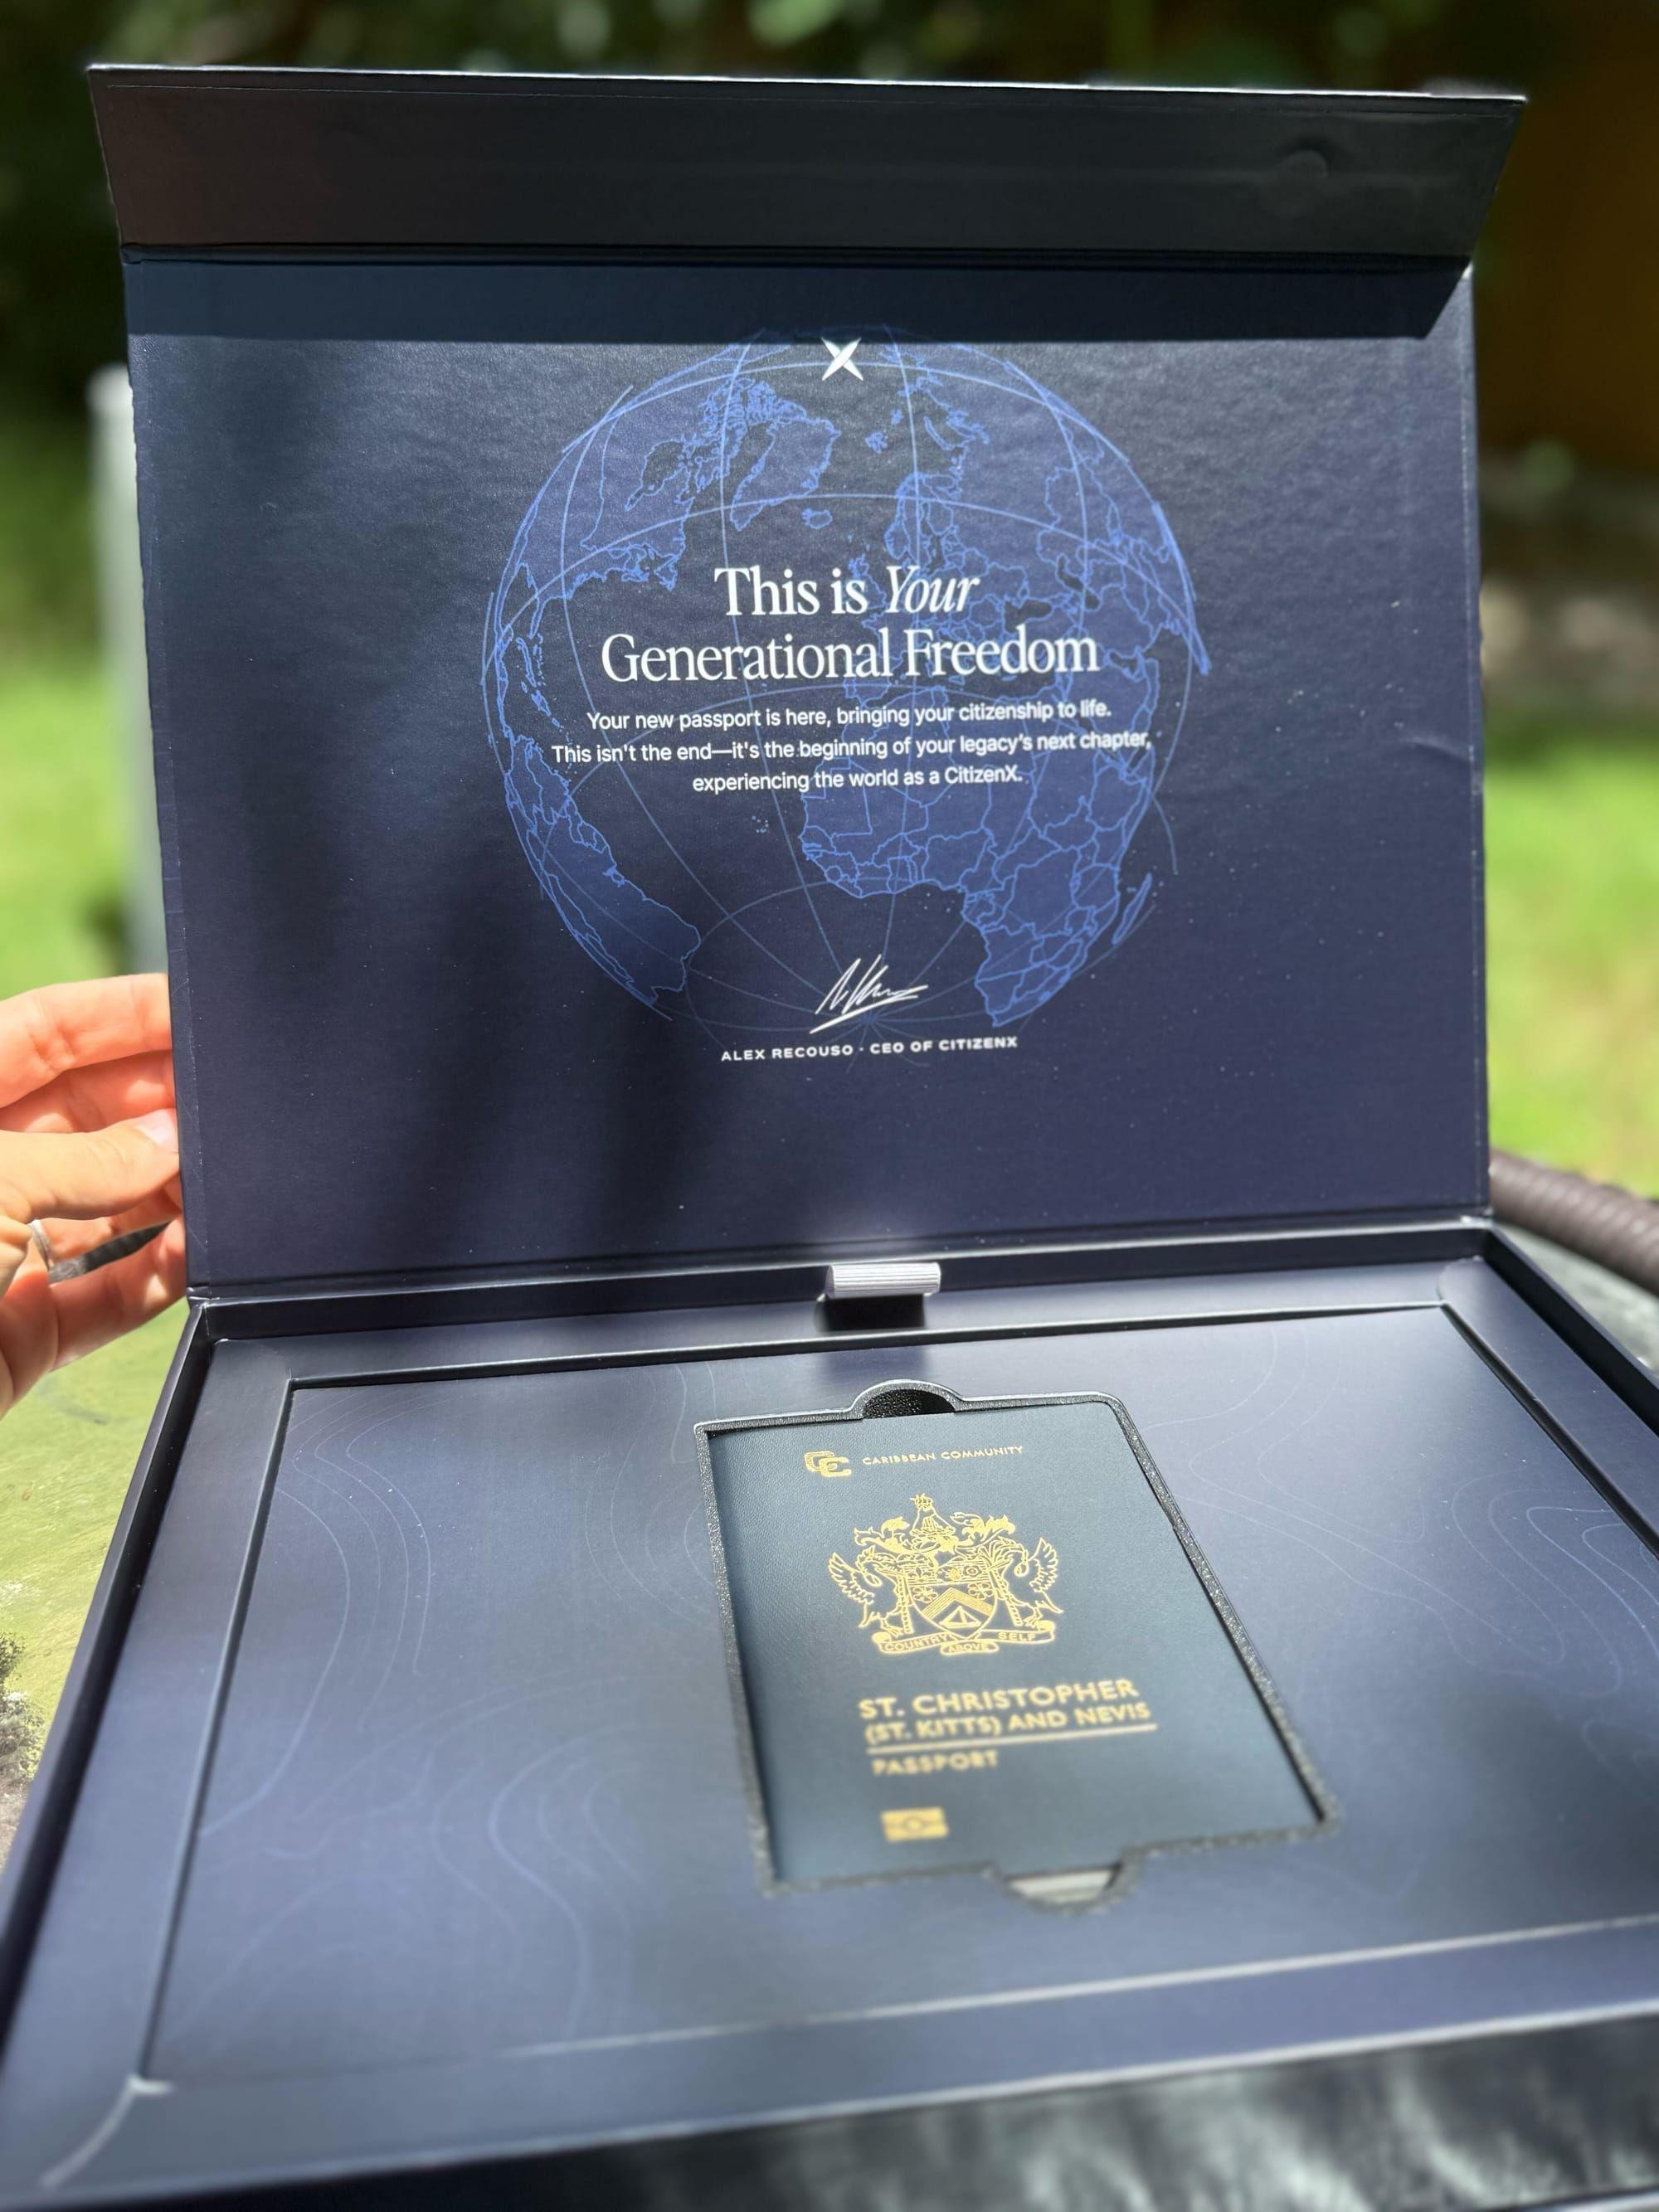 This is Your
Generational Freedom
Your new passport is here, bringing your citizenship to life.
This isn't the end—it's the beginning of your legacy's next chapter,
experiencing the world as a CitizenX.
ALEX RECOUSO · CEO OF CITIZENX
CC CARIBBEAN COMMUNITY
COUNTRY ABOVE SELF
ST. CHRISTOPHER
(ST. KITTS) AND NEVIS
PASSPORT